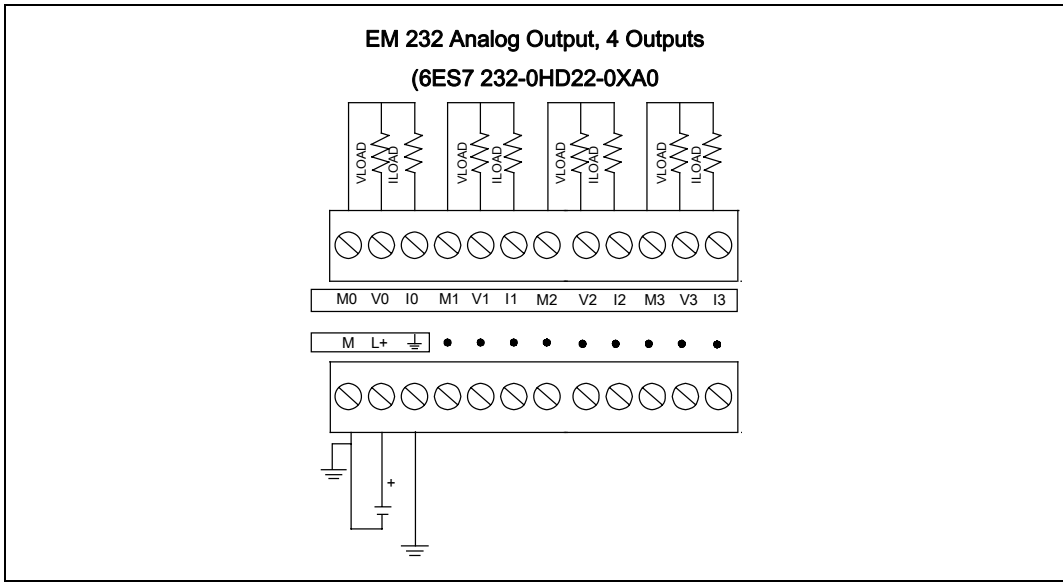 EM 232 Analog Output, 4 Outputs
(6ES7 232-0HD22-0XA0
VLOAD ILOAD VLOAD ILOAD VLOAD ILOAD VLOAD ILOAD
M0 V0 I0 M1 V1 I1 M2 V2 I2 M3 V3 I3
M L+
+